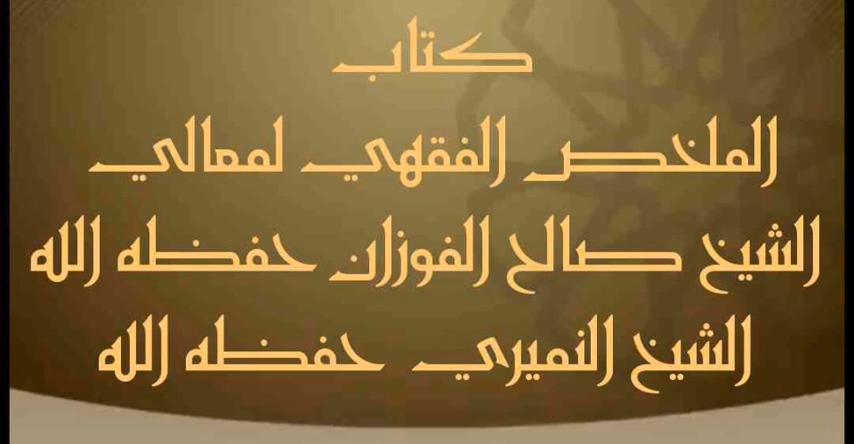 كتاب
الملخص الفقهي لمعالي
الشيخ صالح الفوزان حفظه الله
الشيخ النميري حفظه الله